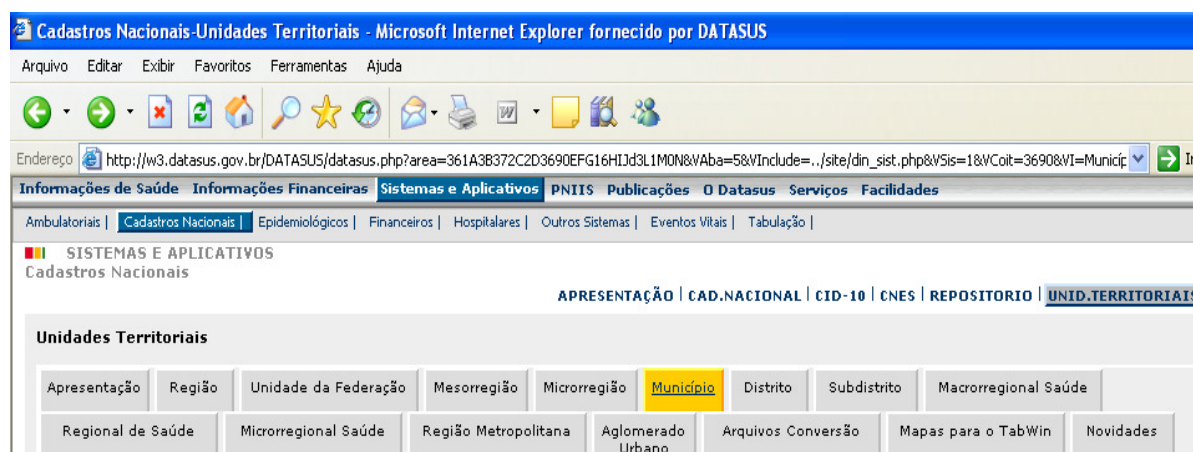 Cadastros Nacionais-Unidades Territoriais - Microsoft Internet Explorer fornecido por DATASUS
Arquivo Editar Exibir Favoritos Ferramentas Ajuda
Endereço http://w3.datasus.gov.br/DATASUS/datasus.php?area=361A3B372C2D3690EFG16HIJd3L1M0N&VAba=5&VInclude=../site/din_sist.php&VSis=1&VCoit=3690&VI=Municíp
Informações de Saúde Informações Financeiras Sistemas e Aplicativos PNIIS Publicações O Datasus Serviços Facilidades
Ambulatoriais | Cadastros Nacionais | Epidemiológicos | Financeiros | Hospitalares | Outros Sistemas | Eventos Vitais | Tabulação |
SISTEMAS E APLICATIVOS
Cadastros Nacionais
APRESENTAÇÃO | CAD.NACIONAL | CID-10 | CNES | REPOSITORIO | UNID.TERRITORIAIS
Unidades Territoriais
Apresentação Região Unidade da Federação Mesorregião Microrregião Município Distrito Subdistrito Macrorregional Saúde
Regional de Saúde Microrregional Saúde Região Metropolitana Aglomerado Urbano Arquivos Conversão Mapas para o TabWin Novidades